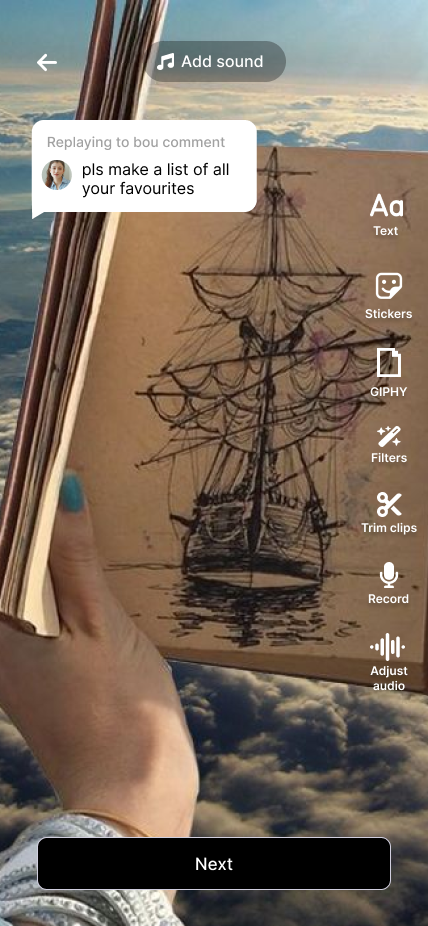 Add sound
Replaying to bou comment
pls make a list of all
your favourites
Text
Stickers
GIPHY
Filters
Trim clips
Record
Adjust
audio
Next
Aa